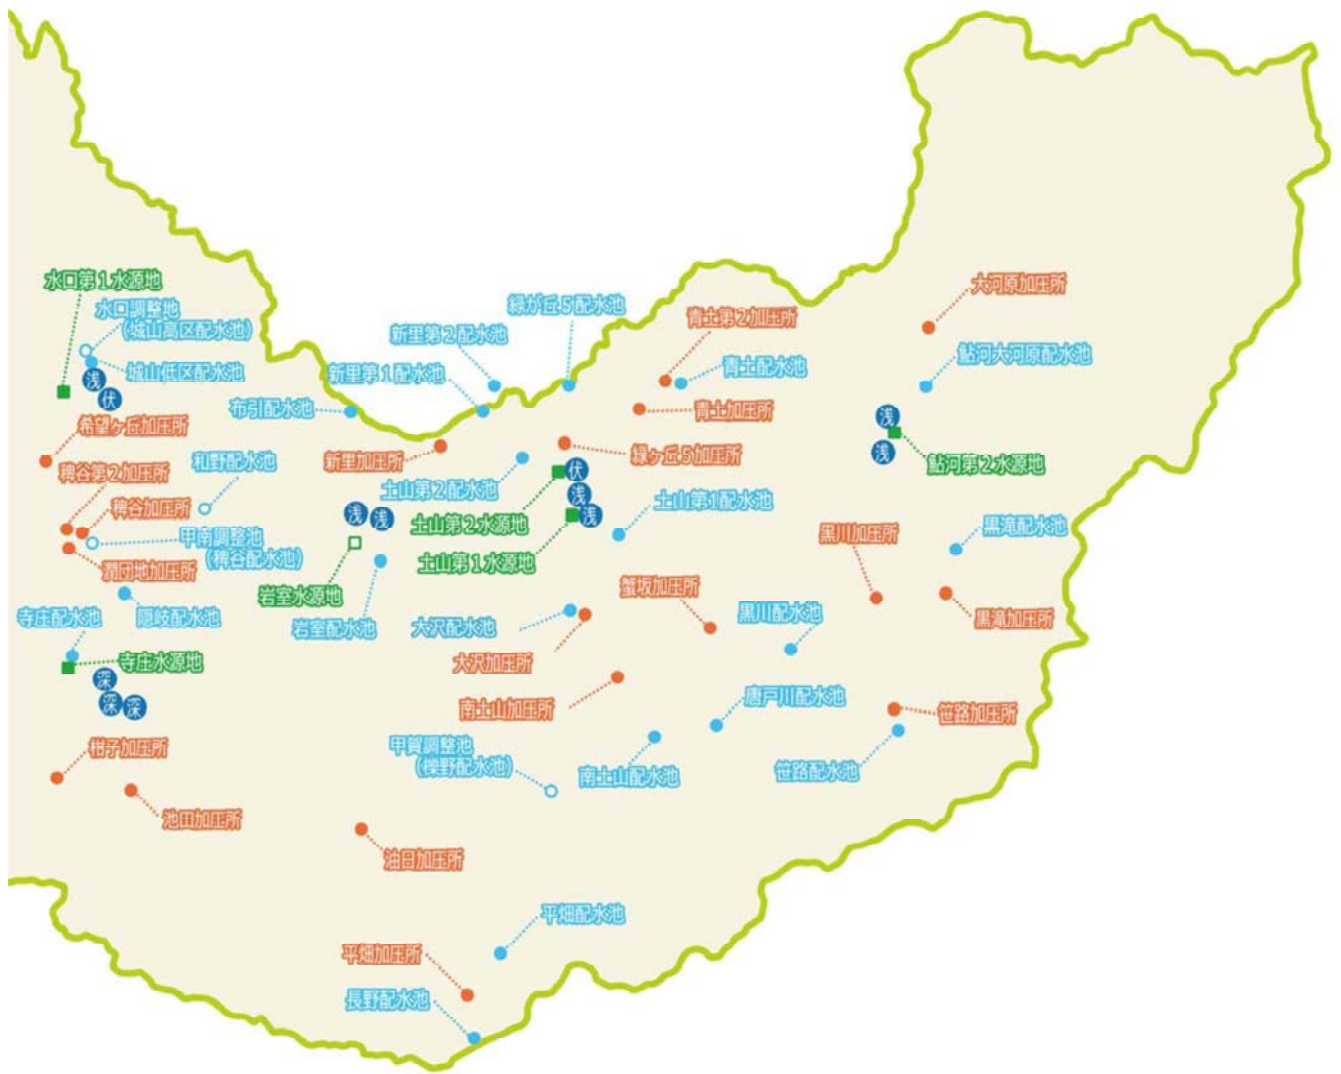 水口第1水源地
水口調整地
(城山高区配水池)
城山低区配水池
浅
伏
希望ヶ丘加圧所
稗谷第2加圧所
和野配水池
稗谷加圧所
甲南調整池
(稗谷配水池)
潤団地加圧所
寺庄配水池
隠岐配水池
寺庄水源地
深
深
深
柑子加圧所
池田加圧所
緑が丘5配水池
新里第2配水池
新里第1配水池
布引配水池
新里加圧所
土山第2配水池
浅
浅
土山第2水源地
伏
浅
浅
土山第1水源地
岩室水源地
岩室配水池
大沢配水池
大沢加圧所
南土山加圧所
甲賀調整池
(櫟野配水池)
油日加圧所
平畑配水池
平畑加圧所
長野配水池
青土第2加圧所
青土配水池
青土加圧所
緑ヶ丘5加圧所
土山第1配水池
蟹坂加圧所
黒川配水池
唐戸川配水池
南土山配水池
大河原加圧所
鮎河大河原配水池
浅
浅
鮎河第2水源地
黒川加圧所
黒滝配水池
黒滝加圧所
笹路加圧所
笹路配水池